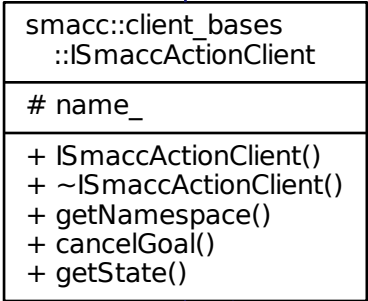 smacc::client_bases
::ISmaccActionClient
# name_
+ ISmaccActionClient()
+ ~ISmaccActionClient()
+ getNamespace()
+ cancelGoal()
+ getState()